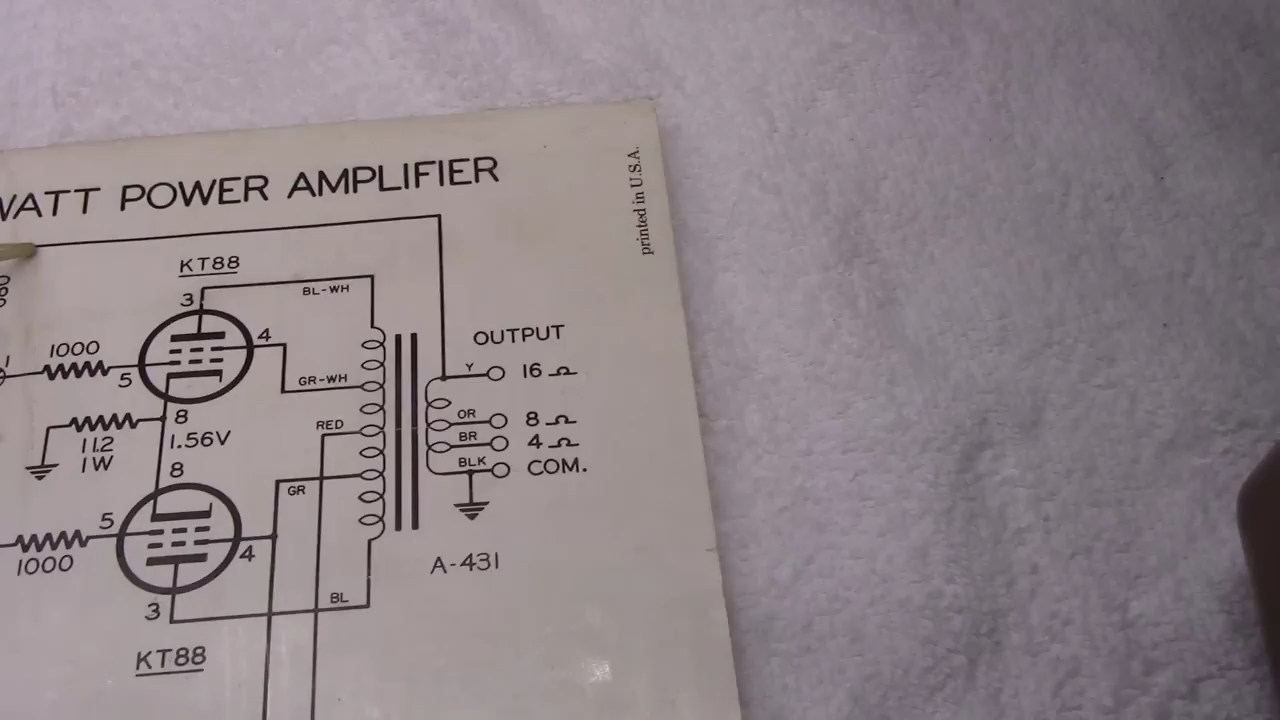 WATT POWER AMPLIFIER
printed in U.S.A.
KT88
3
BL-WH
4
OUTPUT
1000
5
GR-WH
Y
16 Ω
8
RED
OR
8 Ω
11.2
1W
1.56V
BR
4 Ω
8
BLK
COM.
GR
5
1000
4
A-431
3
BL
KT88